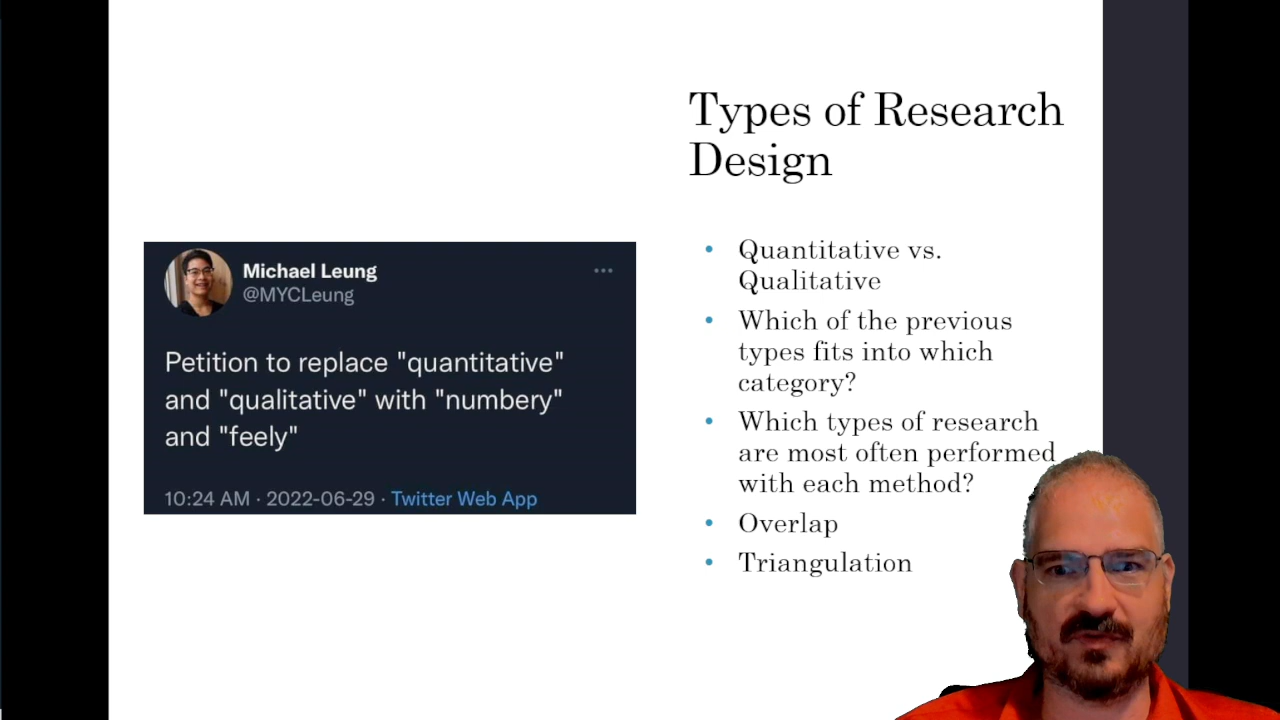 Types of Research
Design
Michael Leung
@MYCLeung
Petition to replace "quantitative"
and "qualitative" with "numbery"
and "feely"
10:24 AM · 2022-06-29 · Twitter Web App
• Quantitative vs.
Qualitative
• Which of the previous
types fits into which
category?
• Which types of research
are most often performed
with each method?
• Overlap
• Triangulation